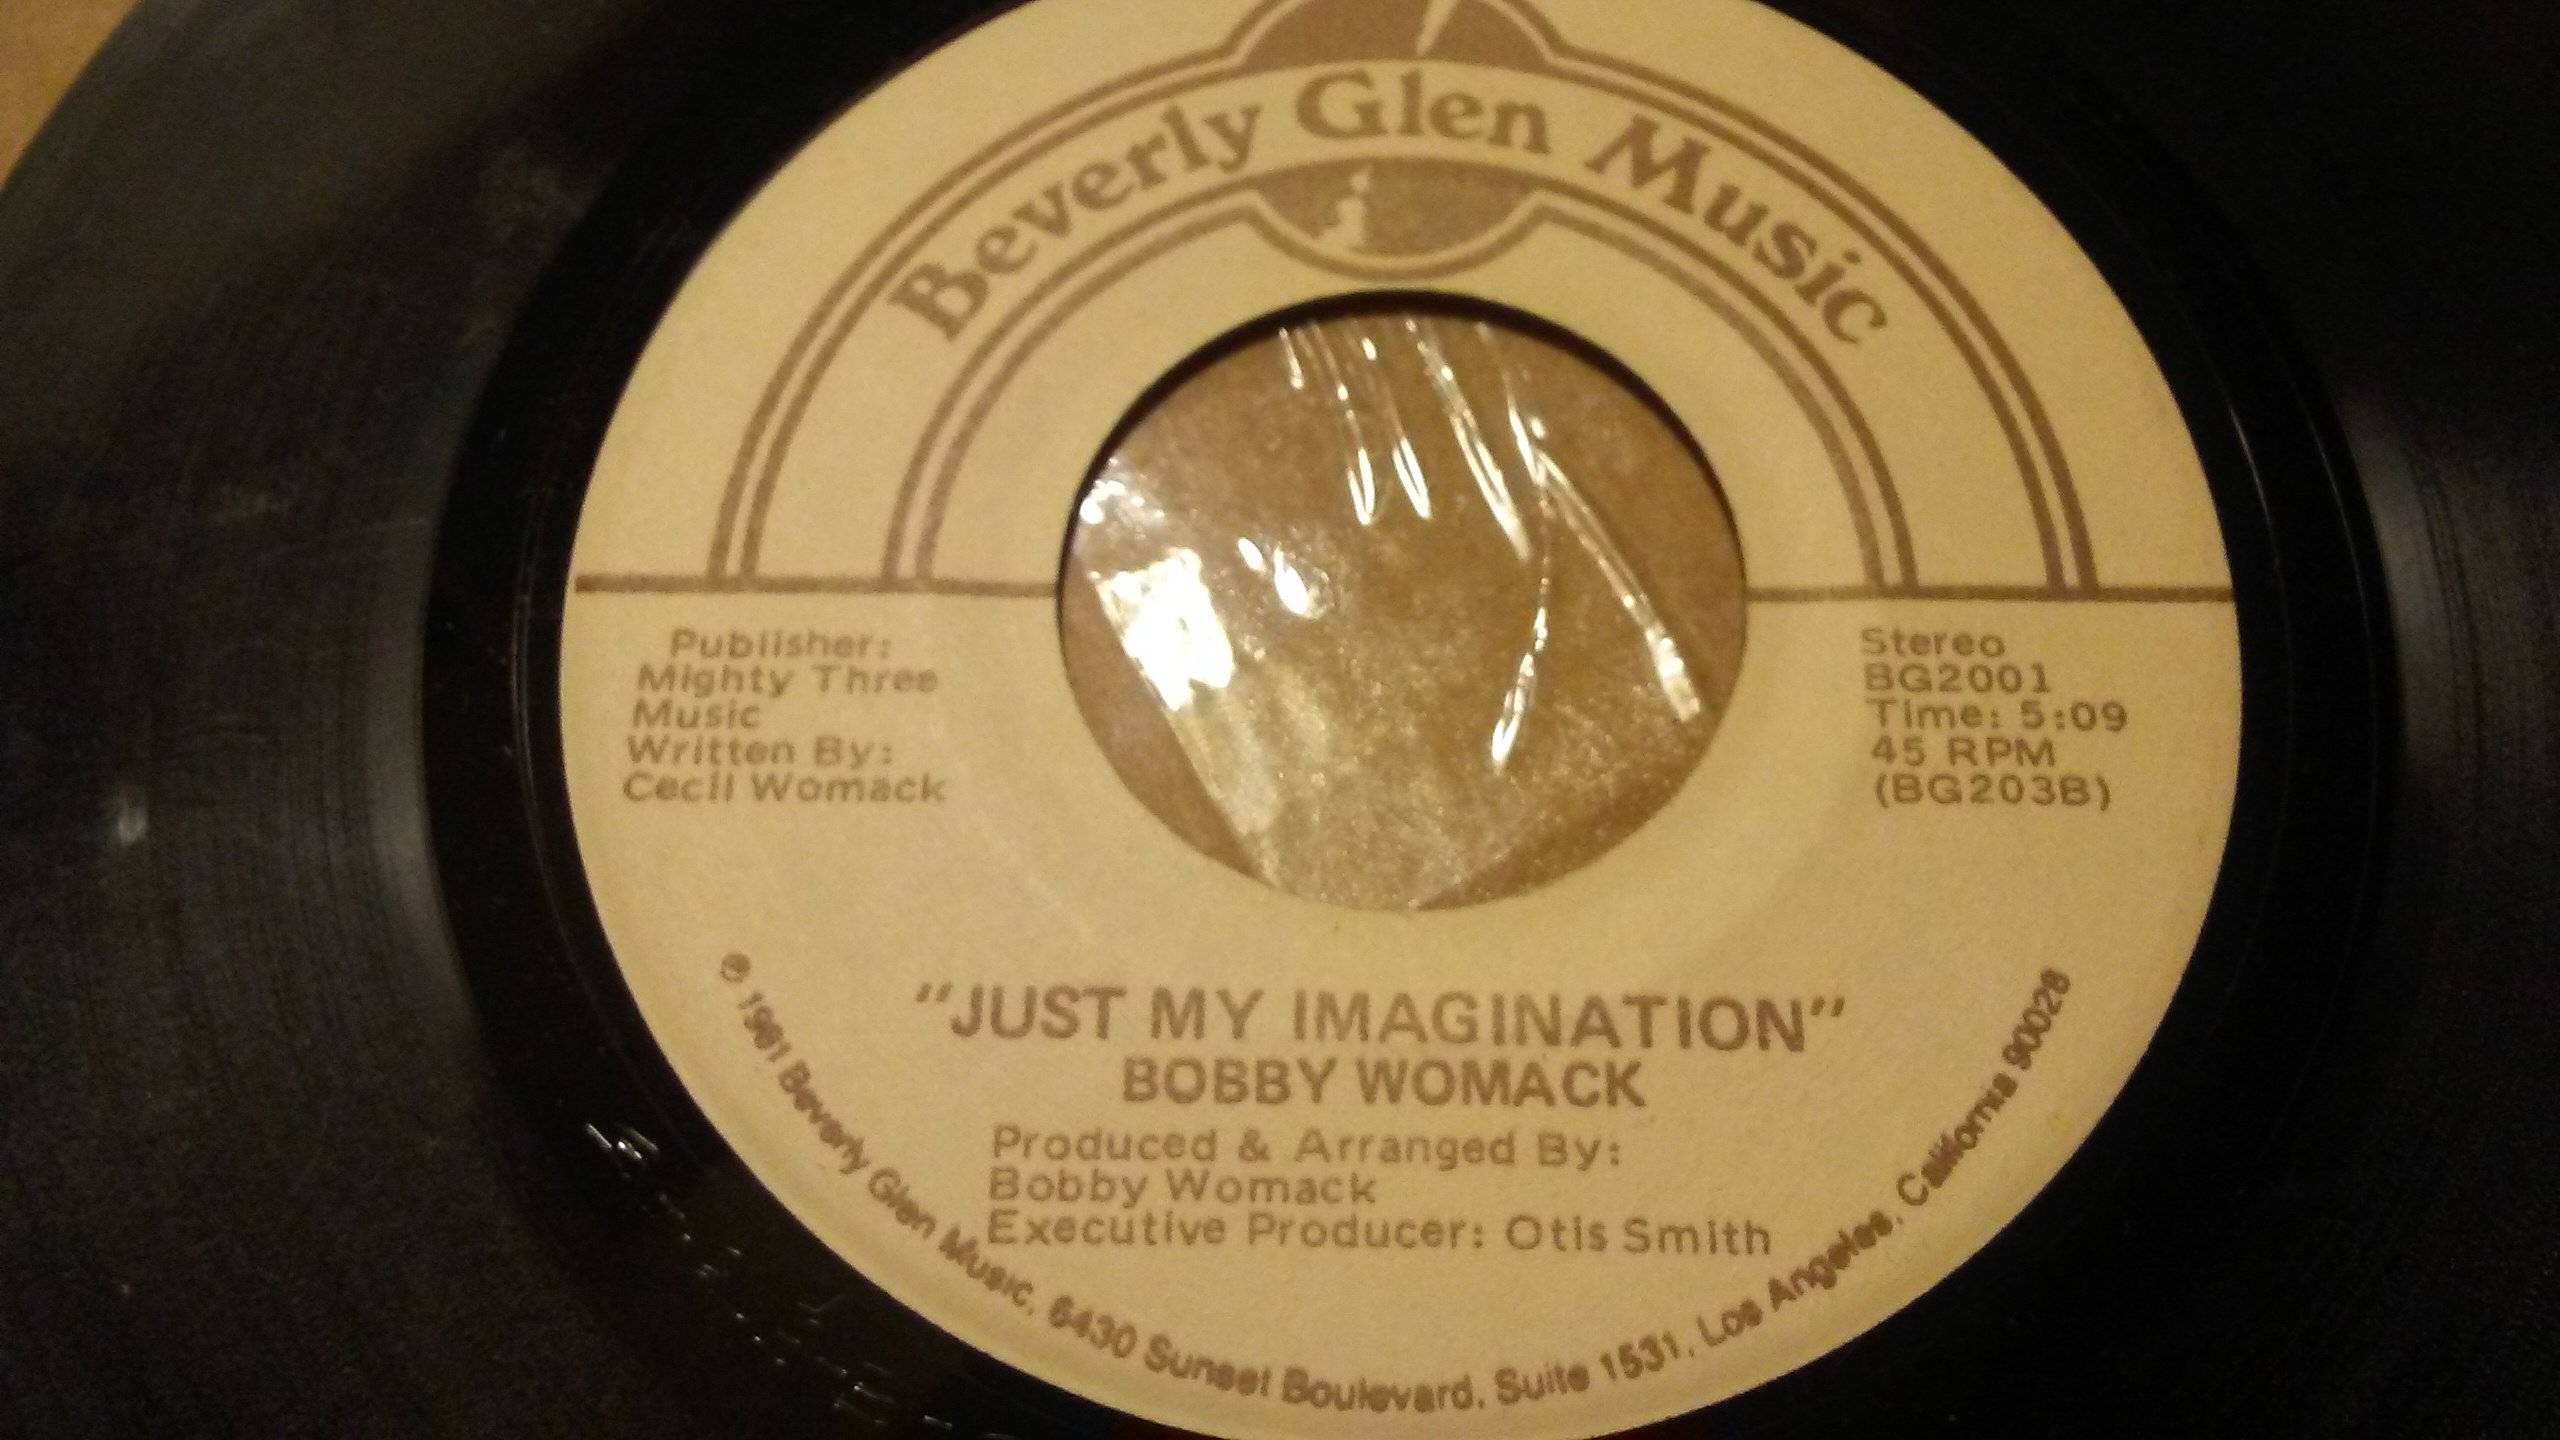 Beverly Glen Music
Publisher:
Mighty Three
Music
Written By:
Cecil Womack
Stereo
BG2001
Time: 5:09
45 RPM
(BG203B)
"JUST MY IMAGINATION"
BOBBY WOMACK
Produced & Arranged By:
Bobby Womack
Executive Producer: Otis Smith
℗ 1981 Beverly Glen Music, 6430 Sunset Boulevard, Suite 1531, Los Angeles, California 90028